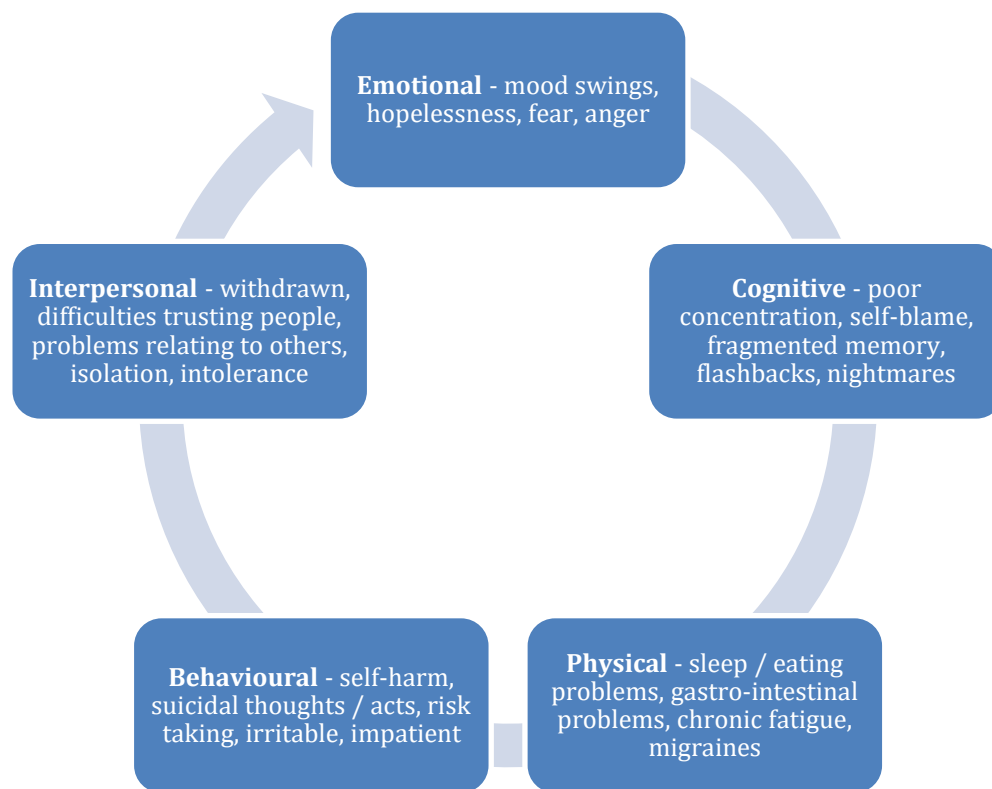 Emotional - mood swings,
hopelessness, fear, anger
Cognitive - poor
concentration, self-blame,
fragmented memory,
flashbacks, nightmares
Physical - sleep / eating
problems, gastro-intestinal
problems, chronic fatigue,
migraines
Behavioural - self-harm,
suicidal thoughts / acts, risk
taking, irritable, impatient
Interpersonal - withdrawn,
difficulties trusting people,
problems relating to others,
isolation, intolerance